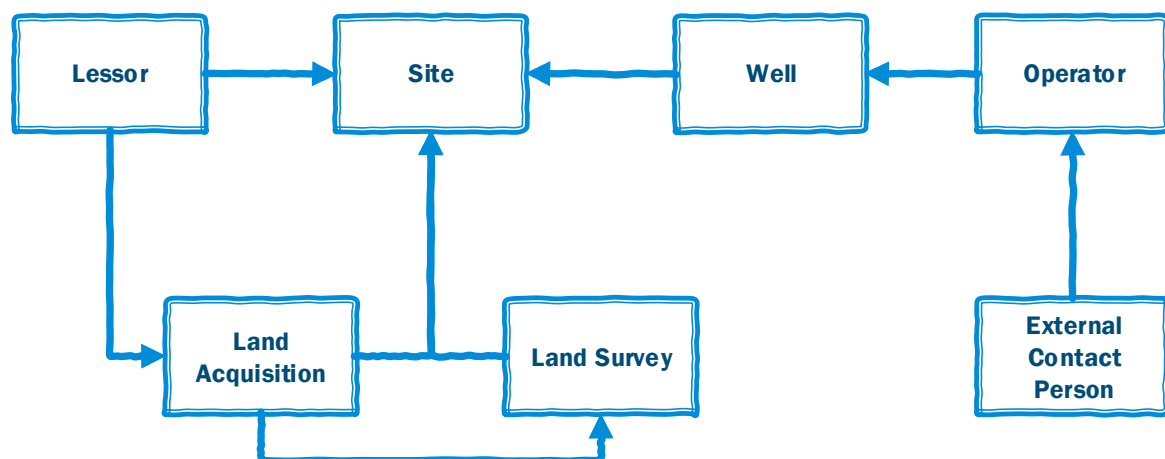 Lessor
Site
Well
Operator
Land
Acquisition
Land Survey
External
Contact
Person